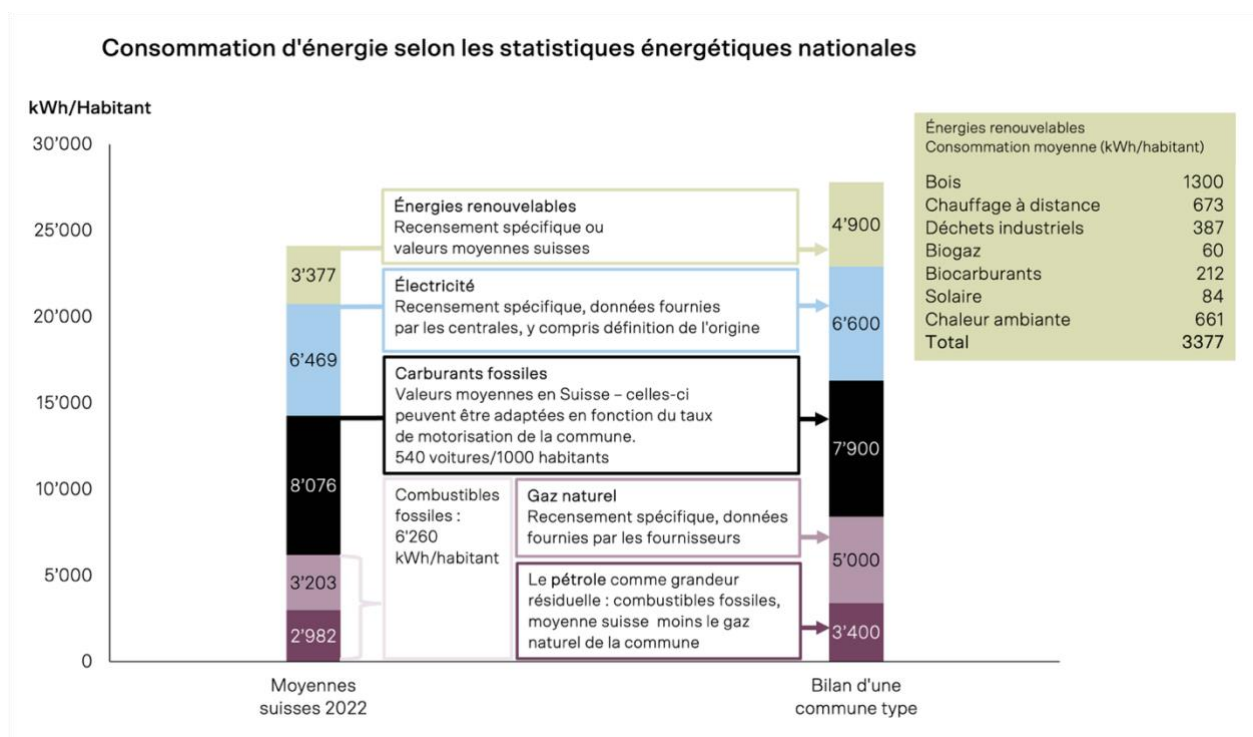 Consommation d'énergie selon les statistiques énergétiques nationales
kWh/Habitant
30’000
25’000
20’000
15’000
10’000
5’000
0
3’377
6’469
8’076
3’203
2’982
Moyennes
suisses 2022
Énergies renouvelables
Recensement spécifique ou
valeurs moyennes suisses
Électricité
Recensement spécifique, données fournies
par les centrales, y compris définition de l'origine
Carburants fossiles
Valeurs moyennes en Suisse – celles-ci
peuvent être adaptées en fonction du taux
de motorisation de la commune.
540 voitures/1000 habitants
Combustibles
fossiles :
6'260
kWh/habitant
Gaz naturel
Recensement spécifique, données
fournies par les fournisseurs
Le pétrole comme grandeur
résiduelle : combustibles fossiles,
moyenne suisse moins le gaz
naturel de la commune
4’900
6’600
7’900
5’000
3’400
Bilan d'une
commune type
Énergies renouvelables
Consommation moyenne (kWh/habitant)
Bois 1300
Chauffage à distance 673
Déchets industriels 387
Biogaz 60
Biocarburants 212
Solaire 84
Chaleur ambiante 661
Total 3377